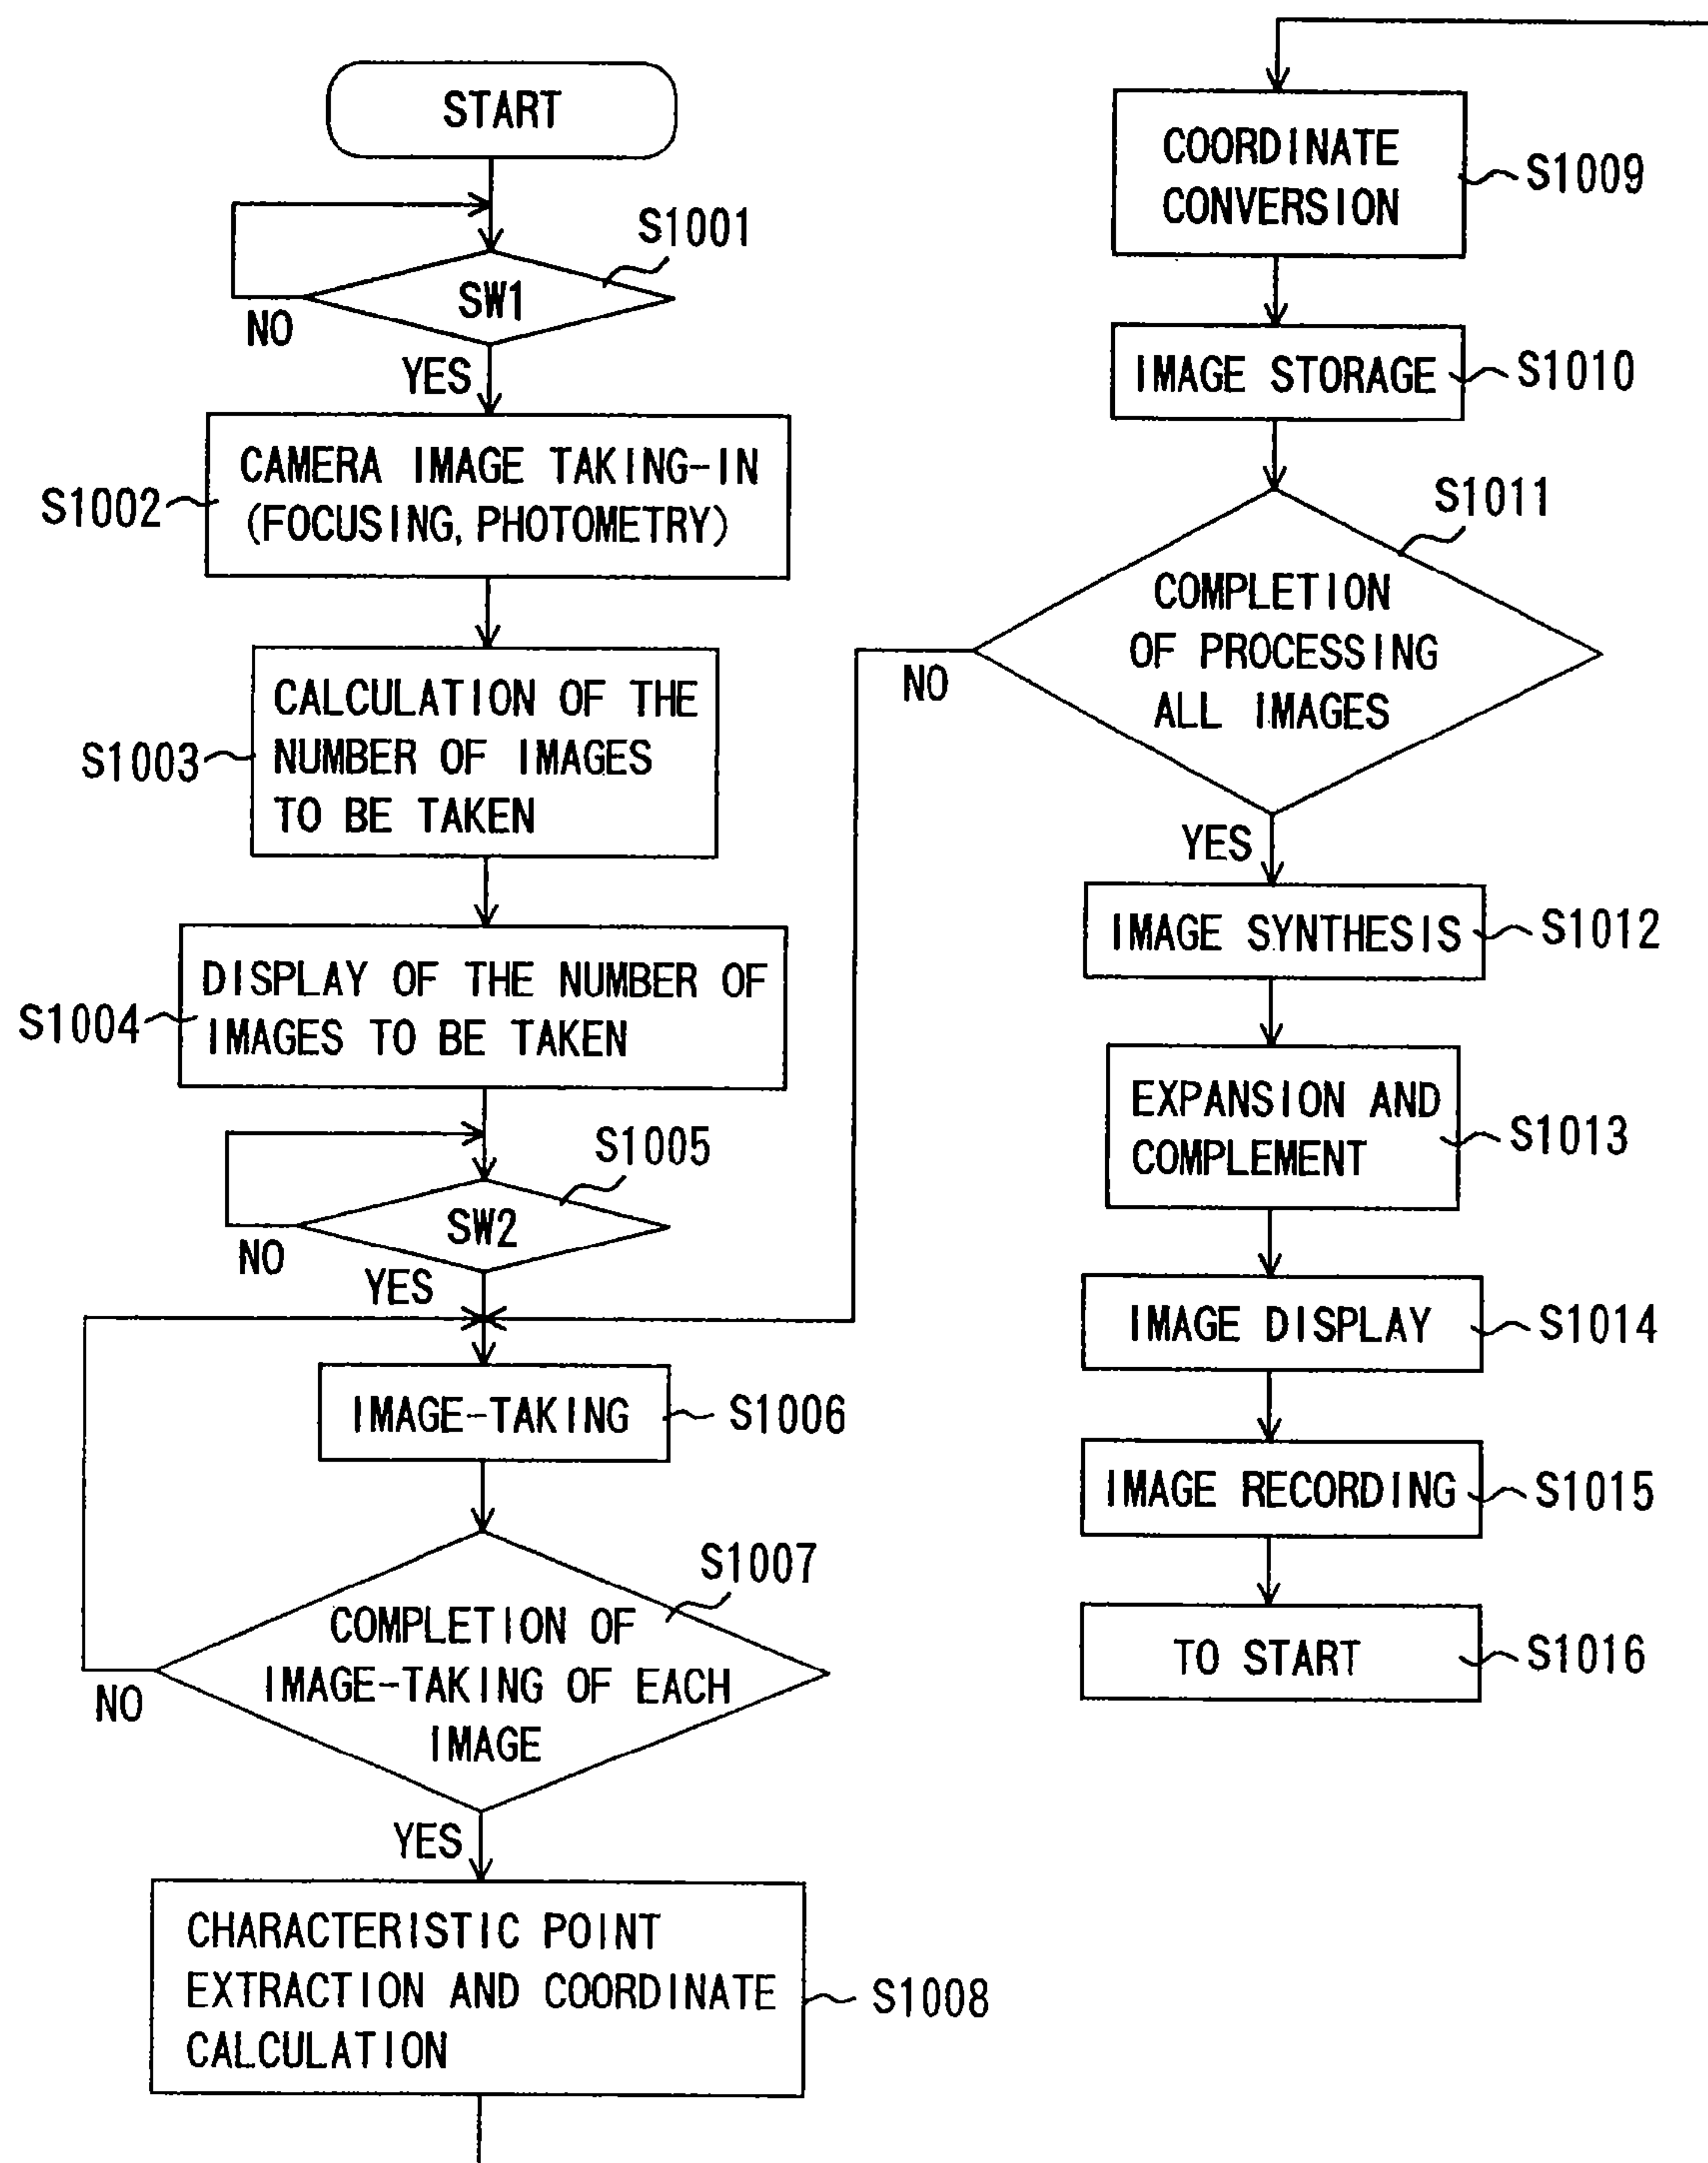 START
S1001
SW1
NO
YES
CAMERA IMAGE TAKING-IN
(FOCUSING, PHOTOMETRY)
S1002
CALCULATION OF THE
NUMBER OF IMAGES
TO BE TAKEN
S1003
DISPLAY OF THE NUMBER OF
IMAGES TO BE TAKEN
S1004
S1005
SW2
NO
YES
IMAGE-TAKING
S1006
S1007
COMPLETION OF
IMAGE-TAKING OF EACH
IMAGE
NO
YES
CHARACTERISTIC POINT
EXTRACTION AND COORDINATE
CALCULATION
S1008
COORDINATE
CONVERSION
S1009
IMAGE STORAGE
S1010
S1011
COMPLETION
OF PROCESSING
ALL IMAGES
NO
YES
IMAGE SYNTHESIS
S1012
EXPANSION AND
COMPLEMENT
S1013
IMAGE DISPLAY
S1014
IMAGE RECORDING
S1015
TO START
S1016